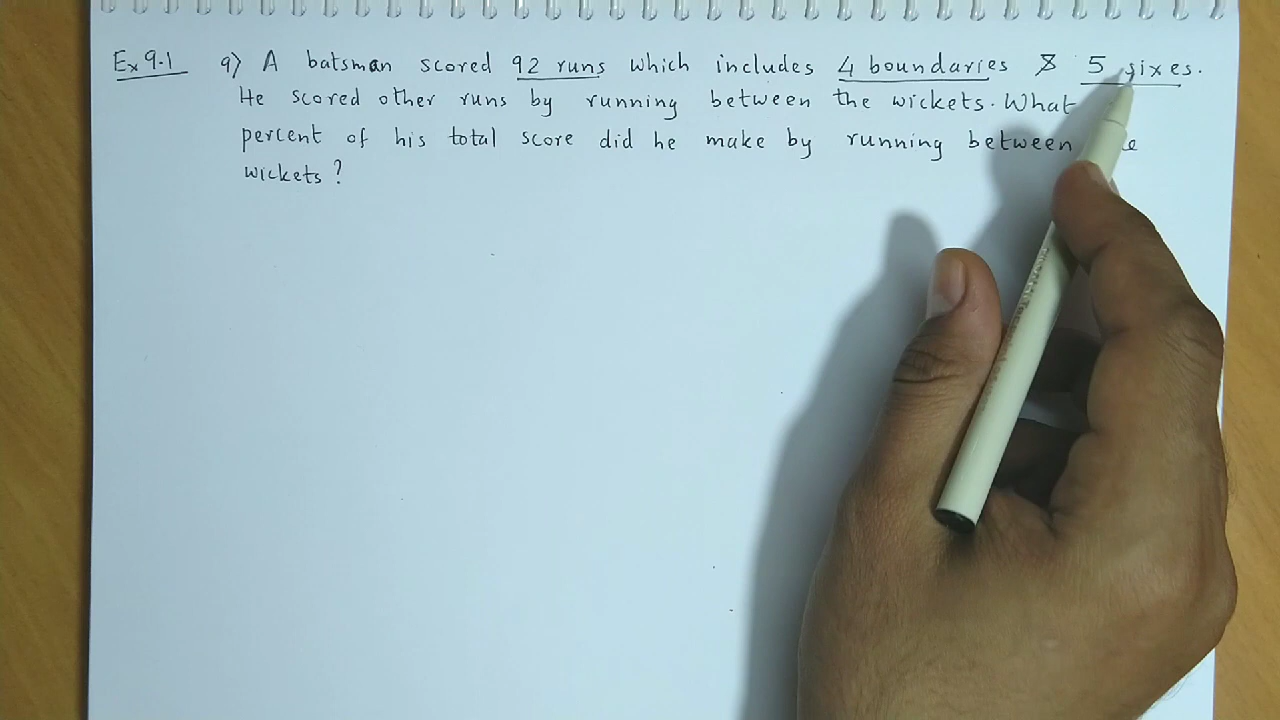 Ex 9.1 9) A batsman scored 92 runs which includes 4 boundaries & 5 sixes.
He scored other runs by running between the wickets. What
percent of his total score did he make by running between
wickets ?